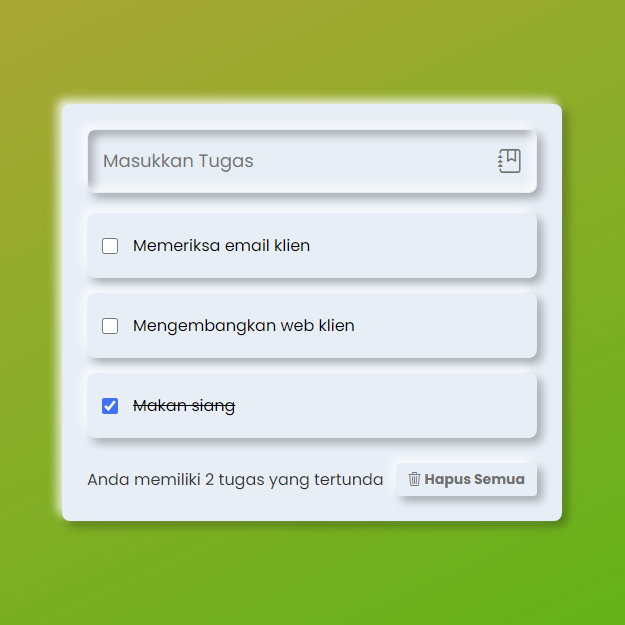 Masukkan Tugas
Memeriksa email klien
Mengembangkan web klien
Makan siang
Anda memiliki 2 tugas yang tertunda Hapus Semua